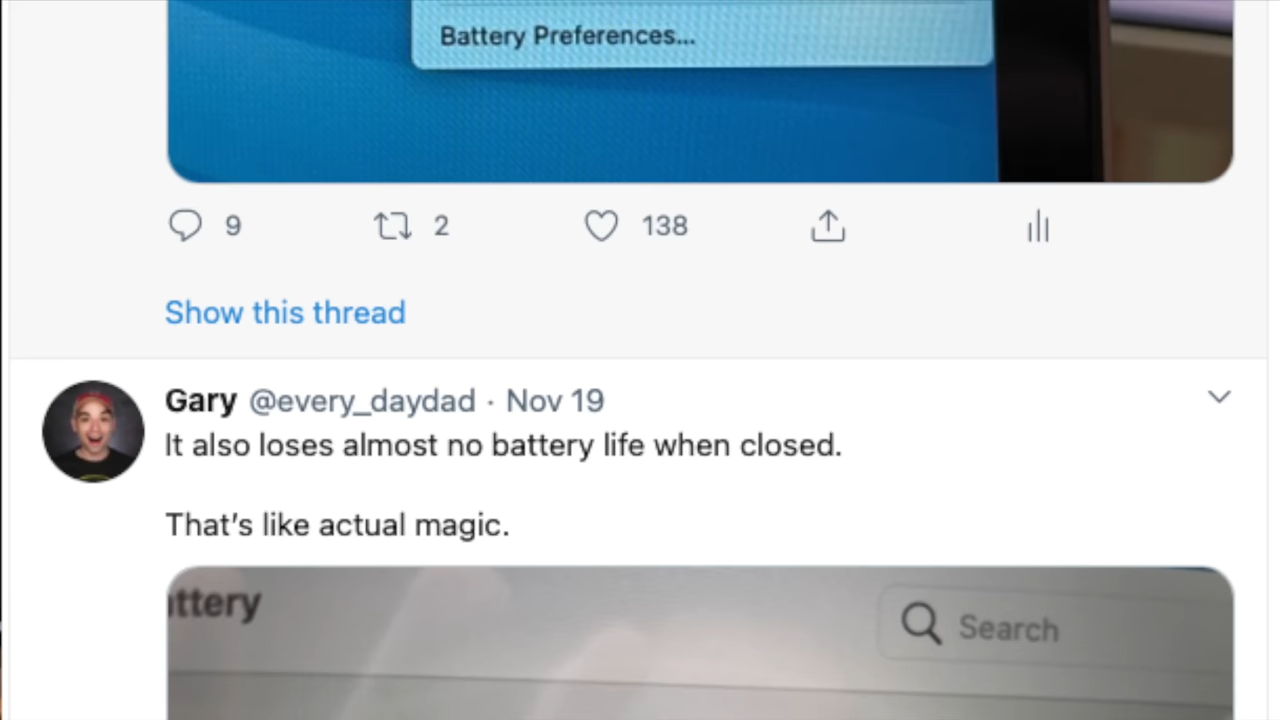 Battery Preferences...
9 2 138
Show this thread
Gary @every_daydad · Nov 19
It also loses almost no battery life when closed.
That's like actual magic.
ttery Search